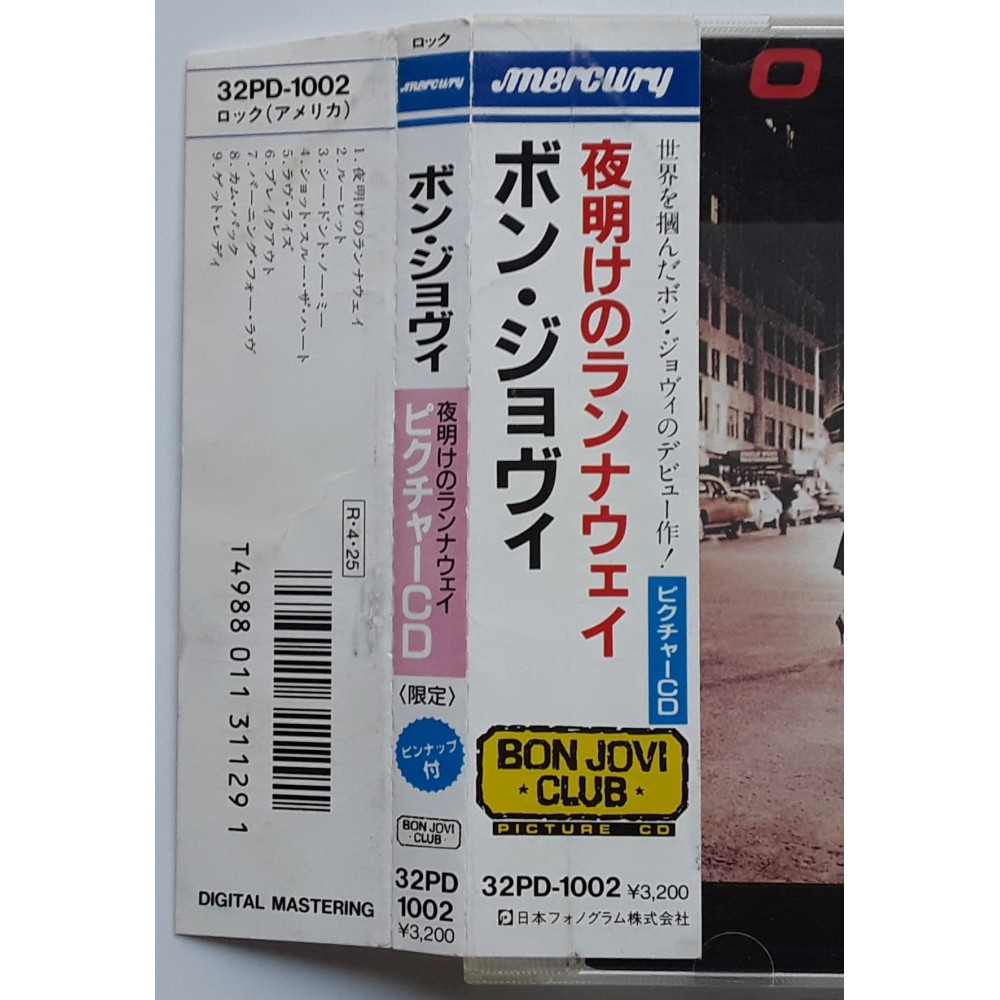 32PD-1002
ロック(アメリカ)
1. 夜明けのランナウェイ
2. ルーレット
3. シー・ドント・ノー・ミー
4. ショット・スルー・ザ・ハート
5. ラヴ・ライズ
6. ブレイクアウト
7. バーニング・フォー・ラヴ
8. カム・バック
9. ゲット・レディ
R・4・25
T4988 011 311291
DIGITAL MASTERING
ロック
mercury
ボン・ジョヴィ
夜明けのランナウェイ
ピクチャーCD
〈限定〉
ピンナップ
付
BON JOVI
・CLUB・
32PD
1002
¥3,200
mercury
世界を摑んだボン・ジョヴィのデビュー作!
夜明けのランナウェイ
ボン・ジョヴィ
ピクチャーCD
BON JOVI
★CLUB★
PICTURE CD
32PD-1002 ¥3,200
日本フォノグラム株式会社
O